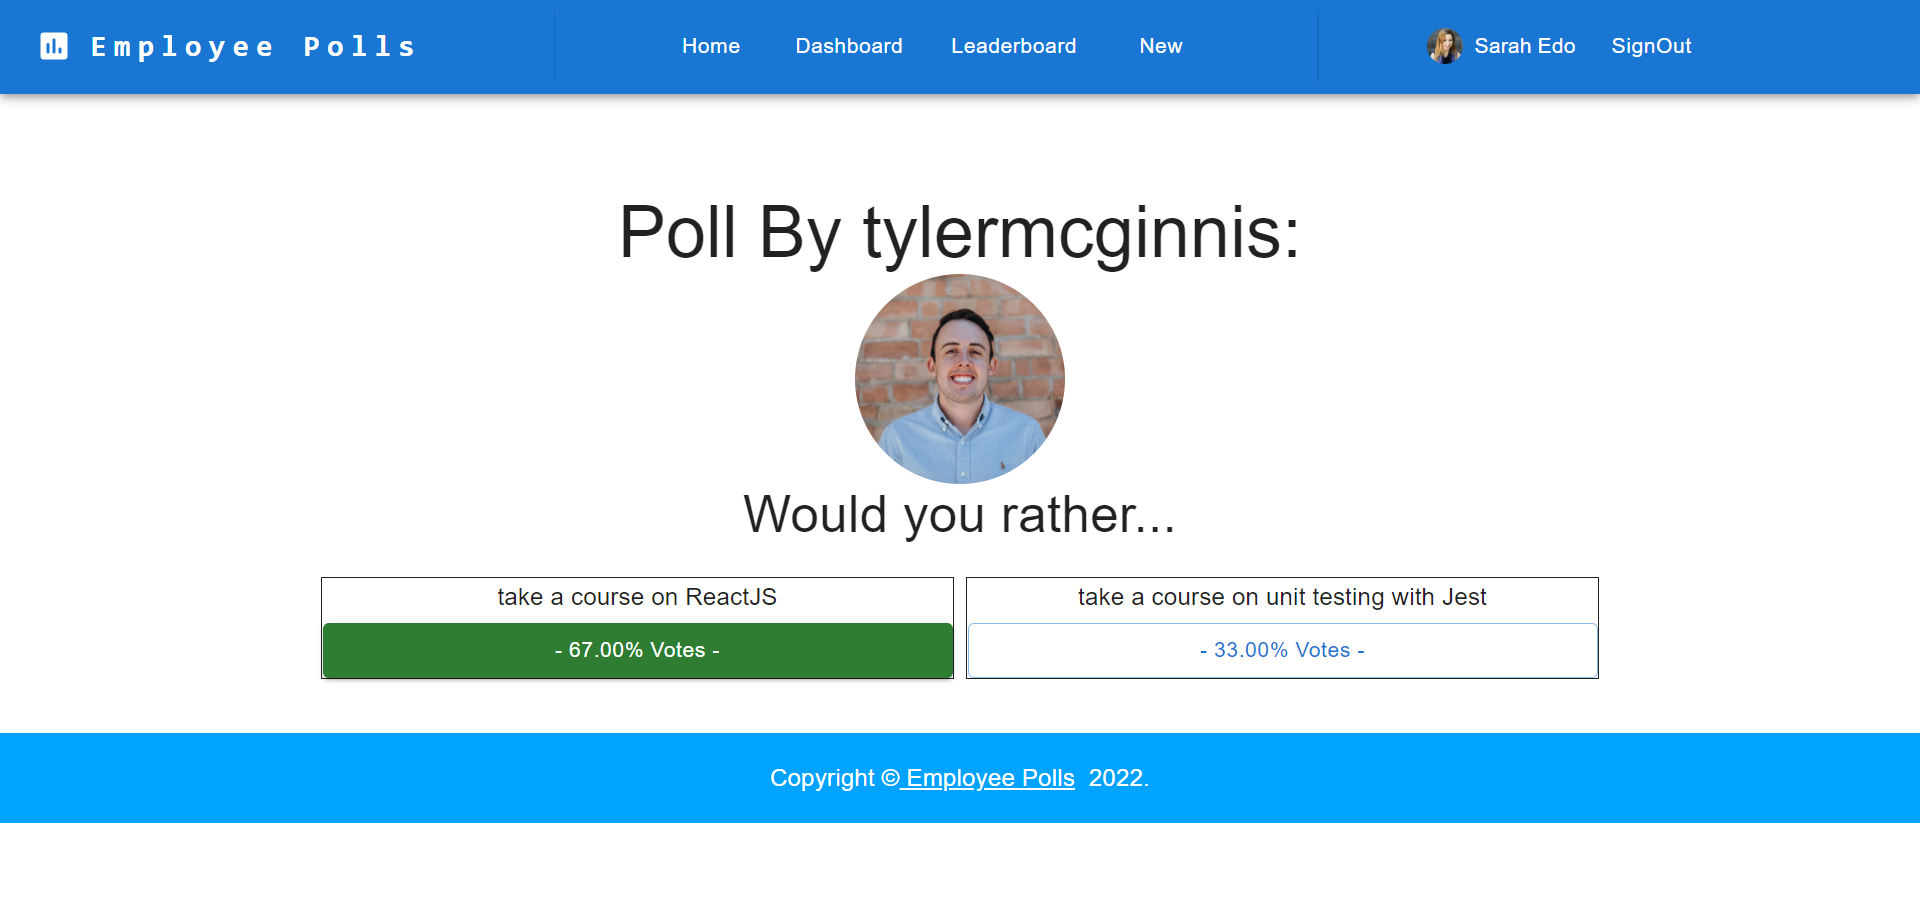 Employee Polls
Home Dashboard Leaderboard New
Sarah Edo SignOut
Poll By tylermcginnis:
Would you rather...
take a course on ReactJS
- 67.00% Votes -
take a course on unit testing with Jest
- 33.00% Votes -
Copyright © Employee Polls 2022.